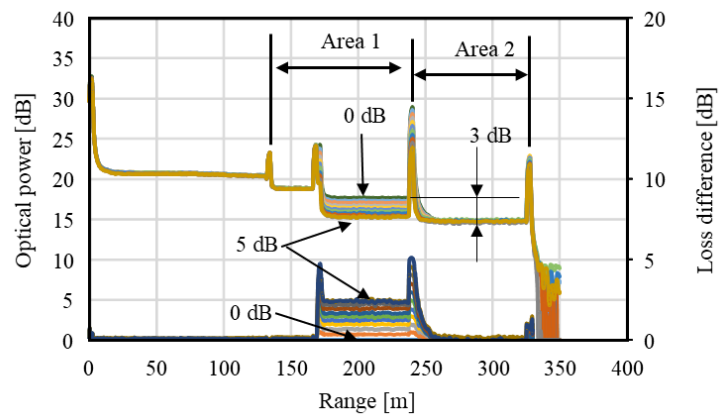 40
35
30
25
20
15
10
5
0
Optical power [dB]
20
15
10
5
0
Loss difference [dB]
Area 1
Area 2
0 dB
3 dB
5 dB
0 dB
0
50
100
150
200
250
300
350
400
Range [m]